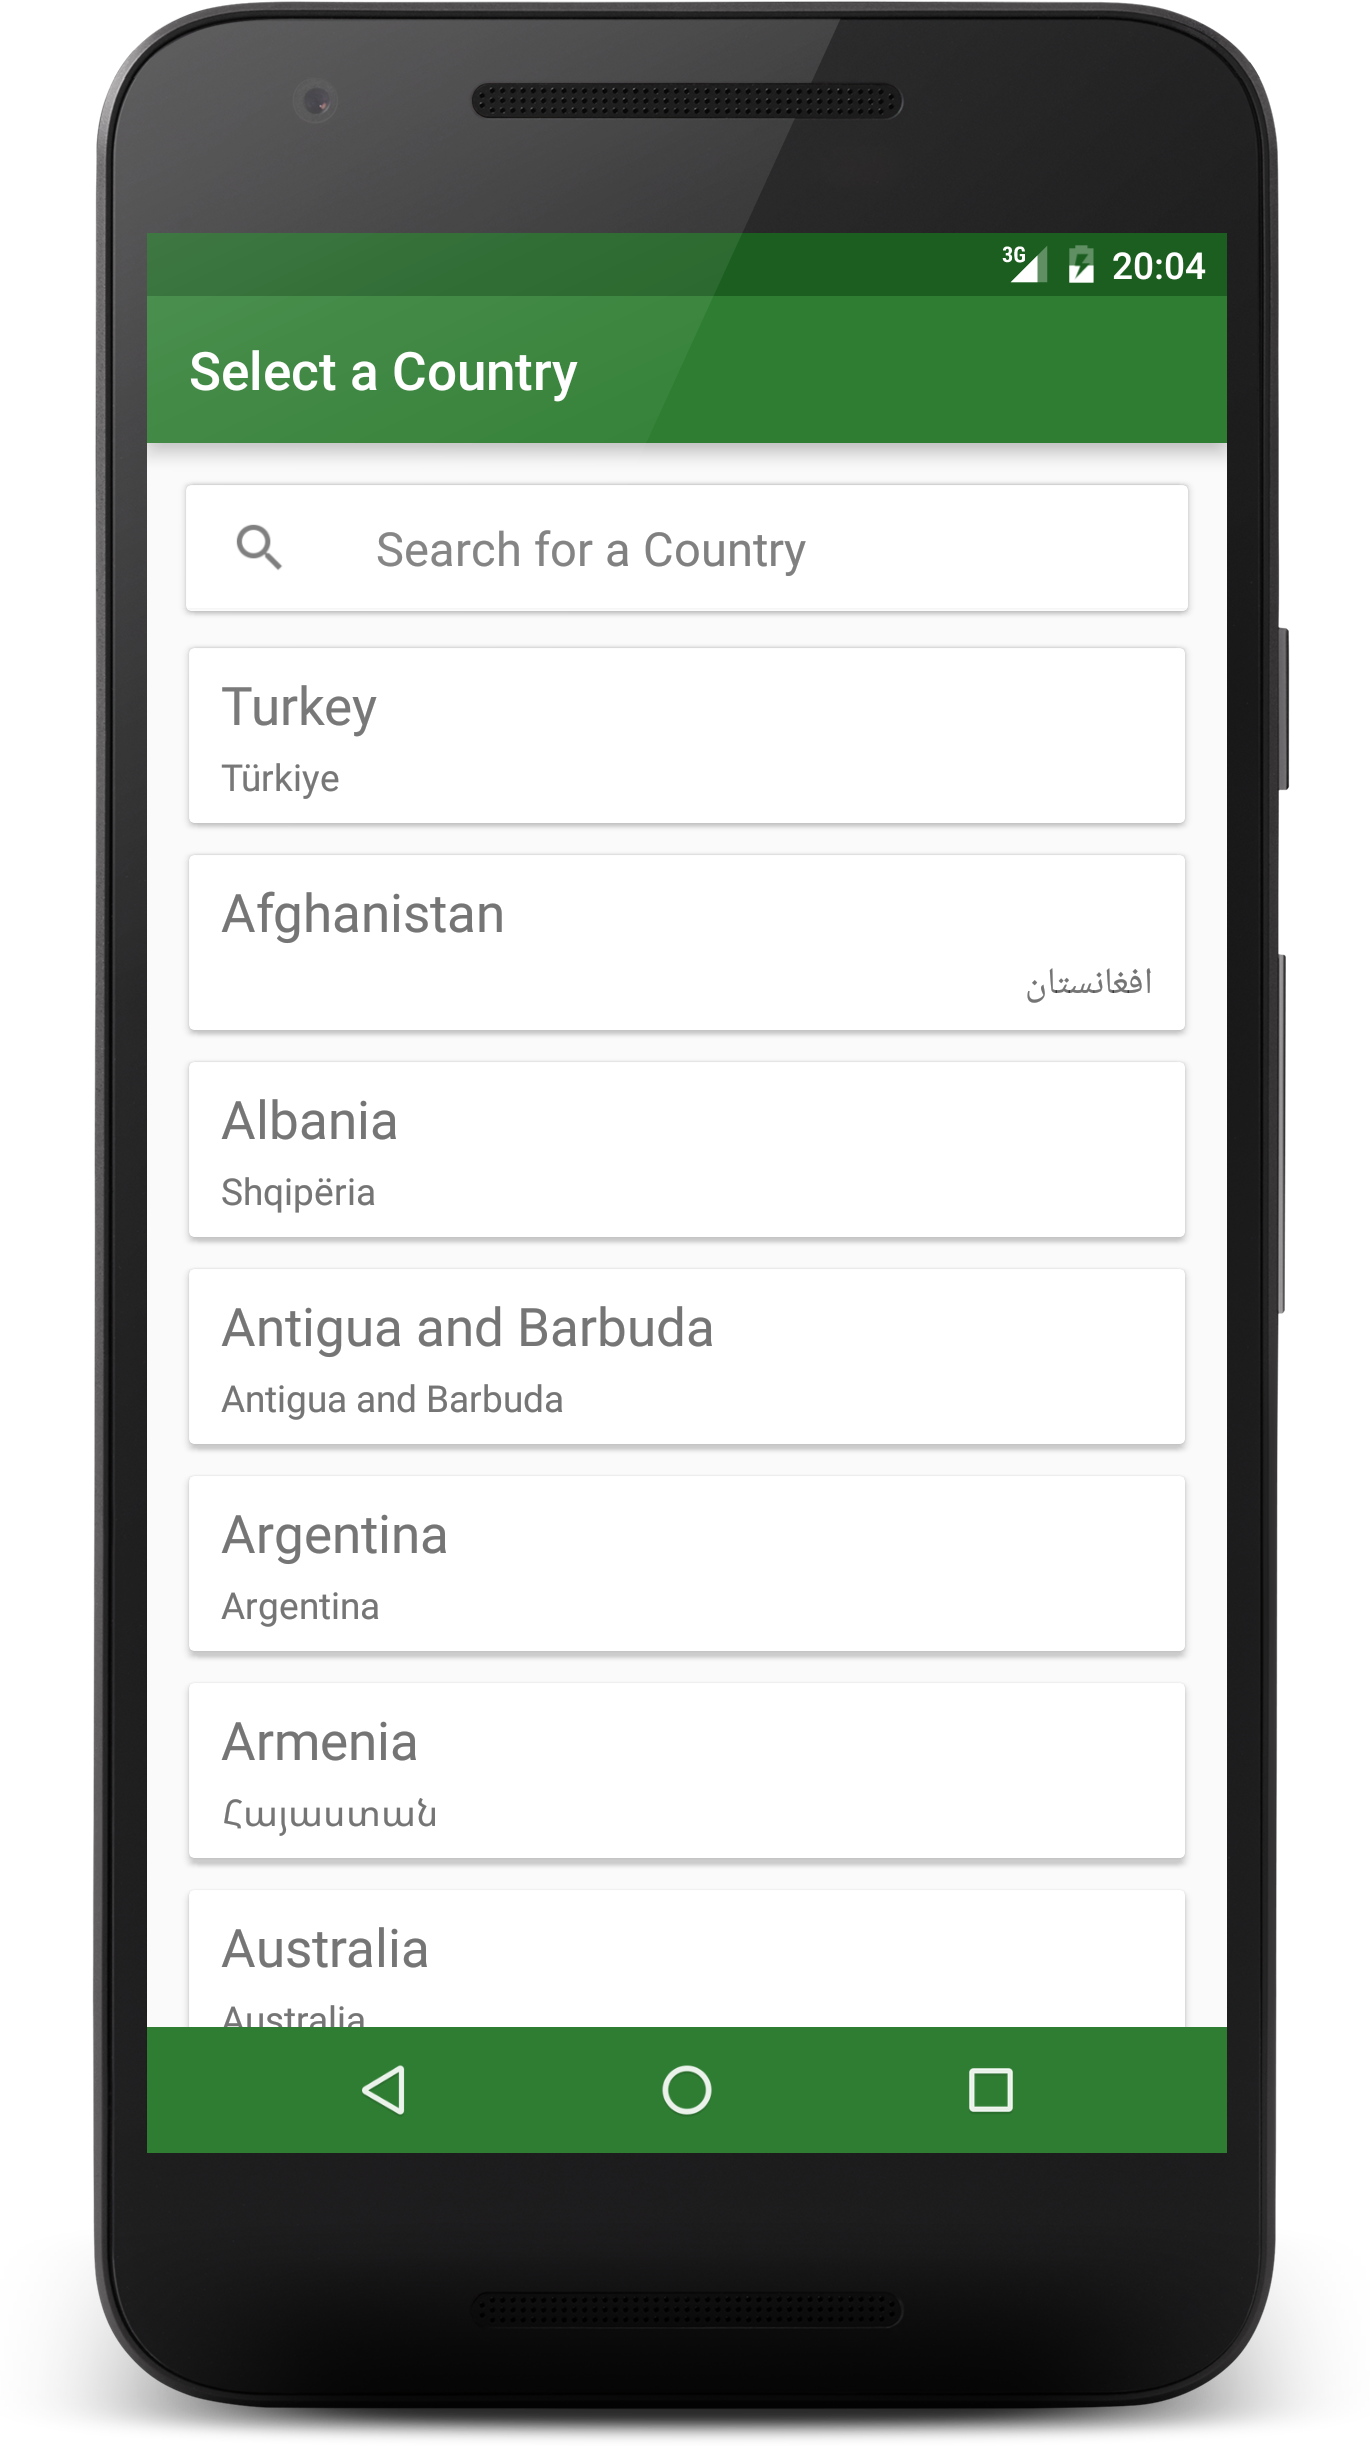 3G 20:04
Select a Country
Search for a Country
Turkey
Türkiye
Afghanistan
افغانستان
Albania
Shqipëria
Antigua and Barbuda
Antigua and Barbuda
Argentina
Argentina
Armenia
Հայաստան
Australia
Australia